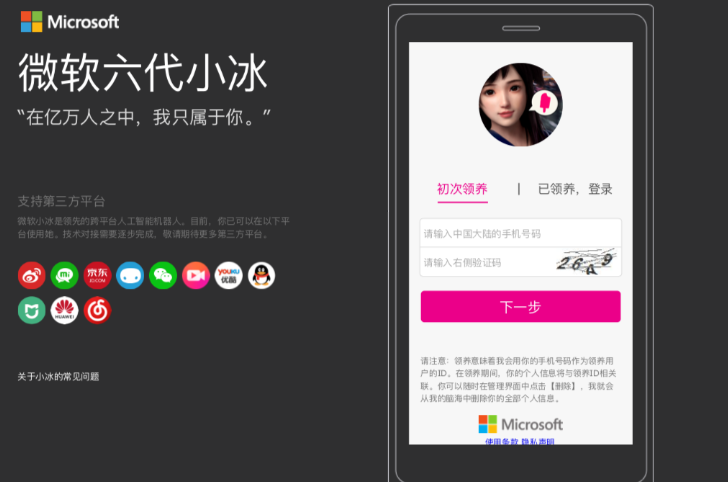 Microsoft
微软六代小冰
“在亿万人之中，我只属于你。”
支持第三方平台
微软小冰是领先的跨平台人工智能机器人。目前，你已可以在以下平
台使用她。技术对接需要逐步完成，敬请期待更多第三方平台。
京东
JD.COM
YOUKU
优酷
HUAWEI
关于小冰的常见问题
初次领养 | 已领养，登录
请输入中国大陆的手机号码
请输入右侧验证码
下一步
请注意：领养意味着我会用你的手机号码作为领养用
户的ID。在领养期间，你的个人信息将与领养ID相关
联。你可以随时在管理界面中点击【删除】，我就会
从我的脑海中删除你的全部个人信息。
Microsoft
使用条款 隐私声明